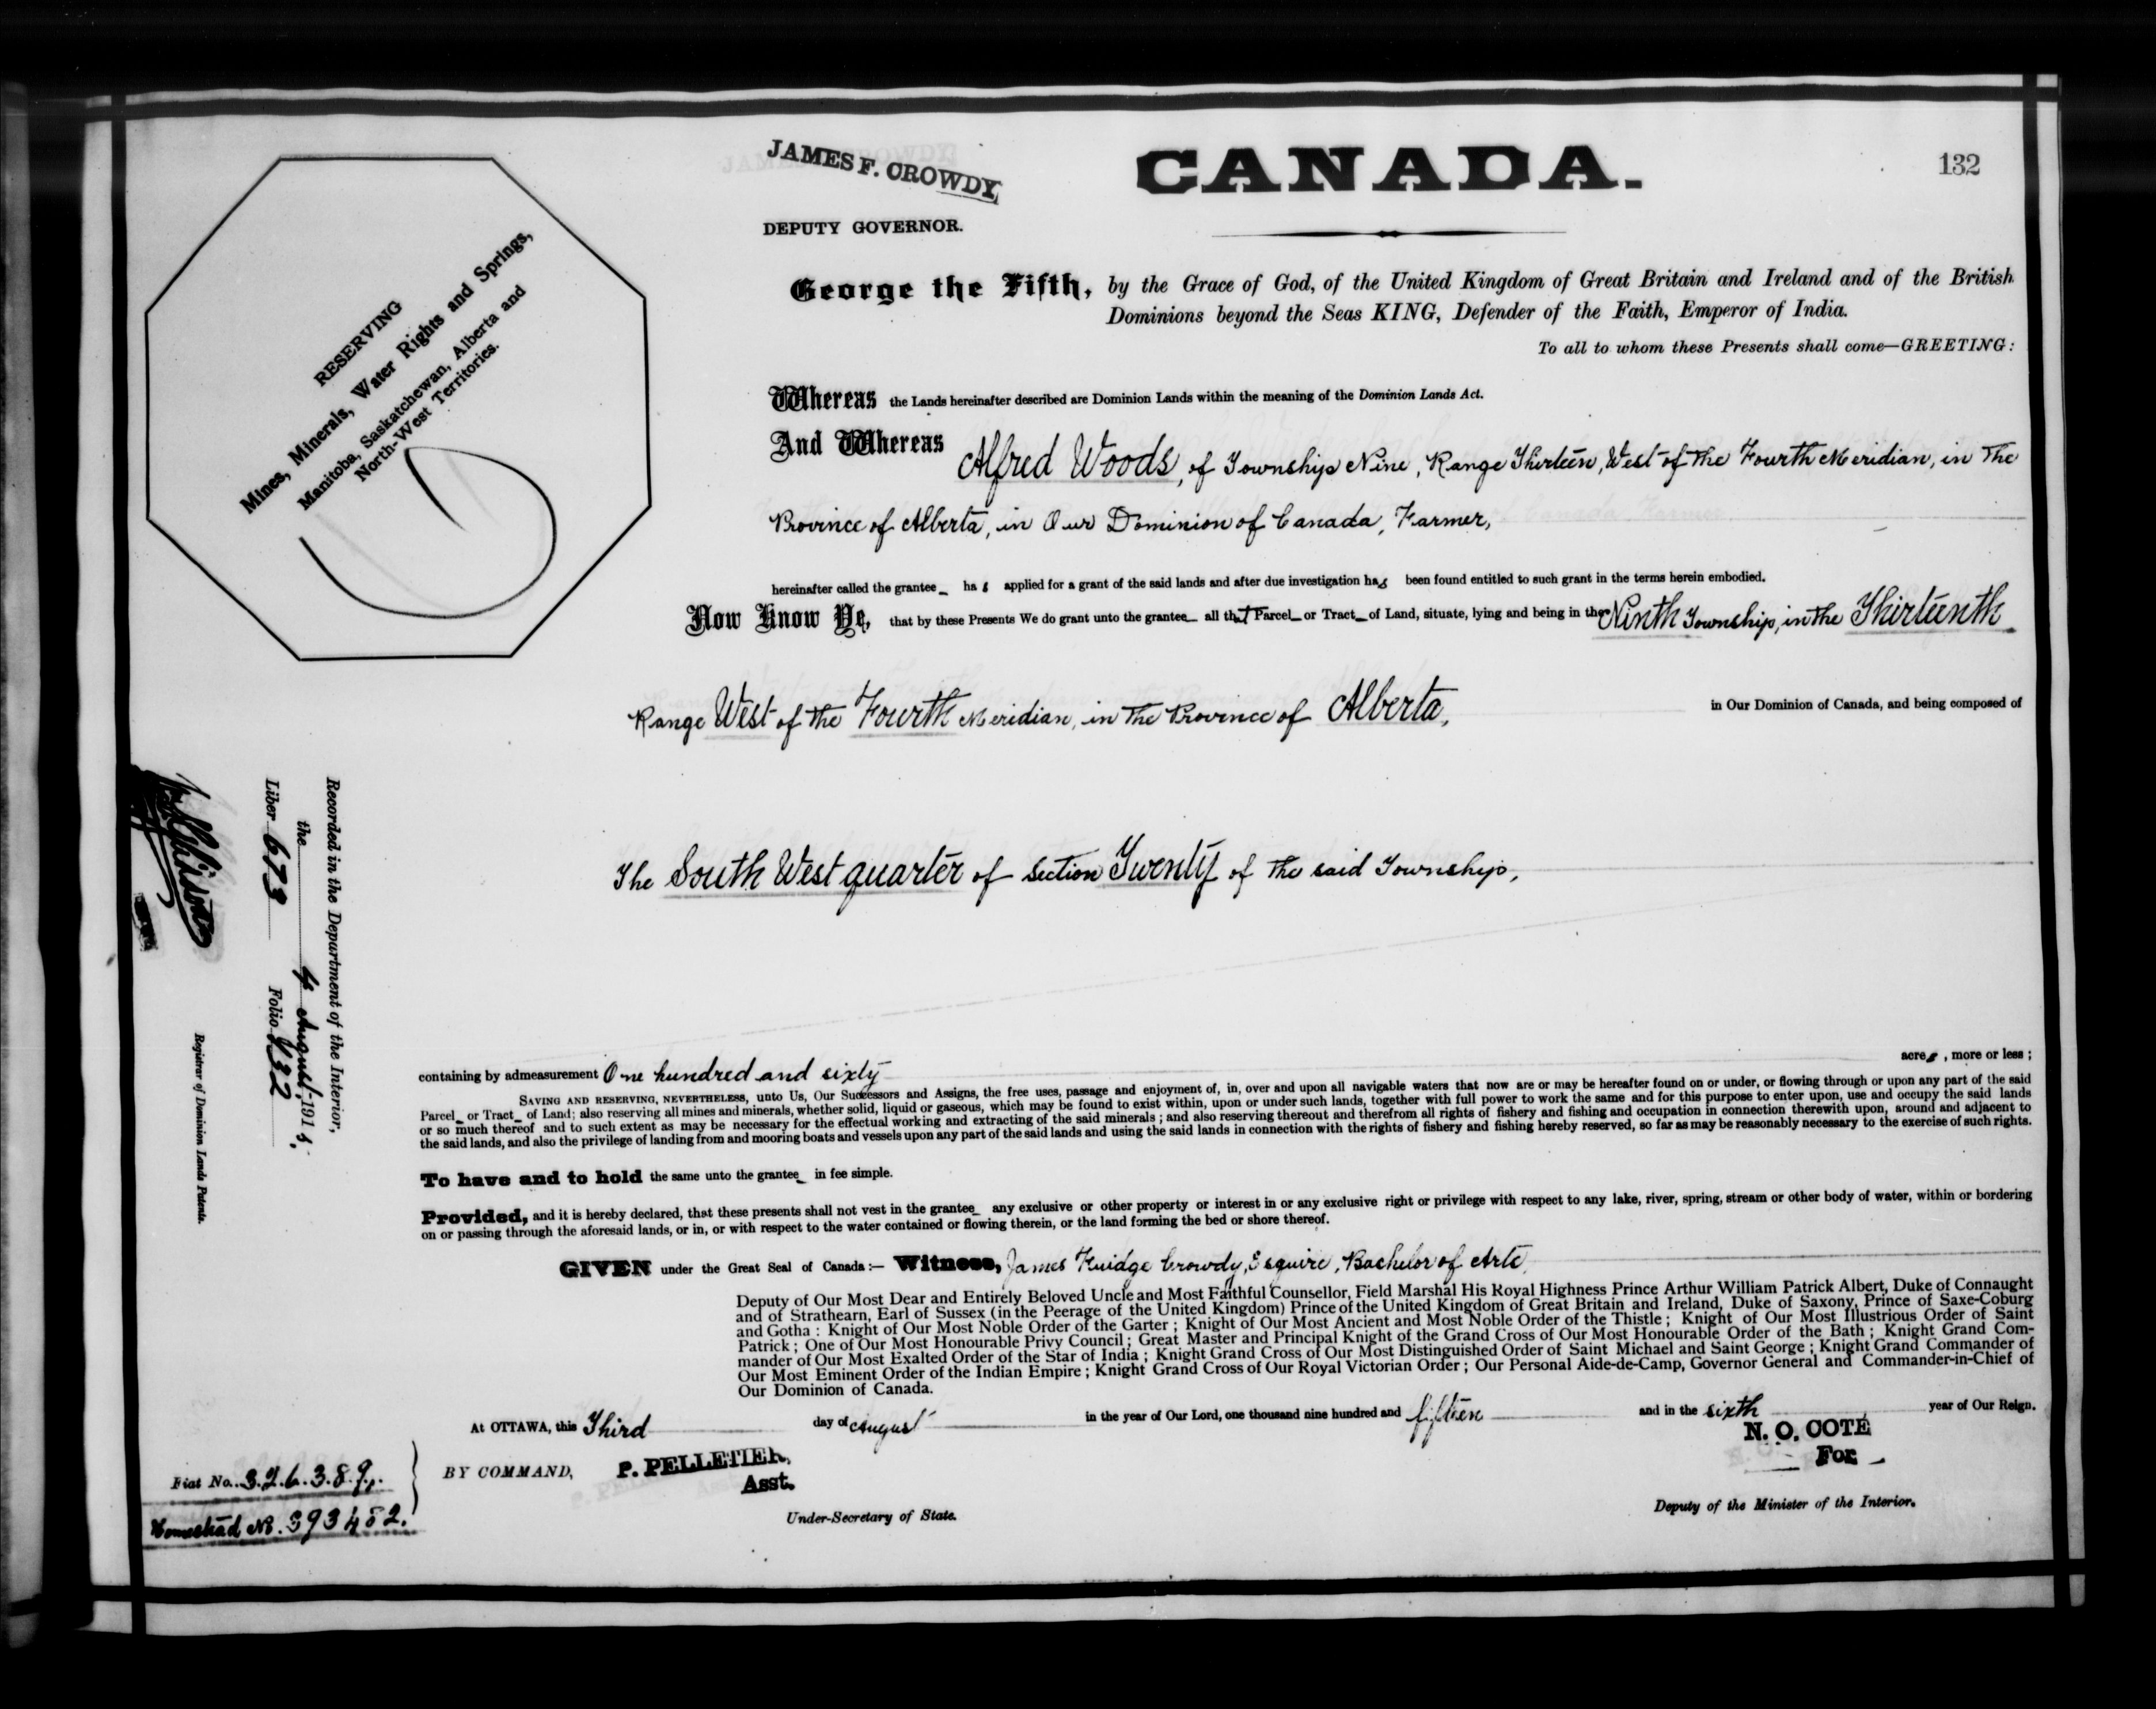 JAMES F. CROWDY
DEPUTY GOVERNOR.
CANADA.
132
RESERVING
Mines, Minerals, Water Rights and Springs,
Manitoba, Saskatchewan, Alberta and
North-West Territories.
George the Fifth, by the Grace of God, of the United Kingdom of Great Britain and Ireland and of the British
Dominions beyond the Seas KING, Defender of the Faith, Emperor of India.
To all to whom these Presents shall come—GREETING:
Whereas the Lands hereinafter described are Dominion Lands within the meaning of the Dominion Lands Act.
And Whereas Alfred Woods, of Township Nine, Range Thirteen, West of the Fourth Meridian, in The
Province of Alberta, in Our Dominion of Canada, Farmer,
hereinafter called the grantee_ has applied for a grant of the said lands and after due investigation has been found entitled to such grant in the terms herein embodied.
Now Know Ye, that by these Presents We do grant unto the grantee_ all that Parcel_ or Tract_ of Land, situate, lying and being in the Ninth Township, in the Thirteenth
Range West of the Fourth Meridian, in The Province of Alberta, in Our Dominion of Canada, and being composed of
The South West quarter of Section Twenty of the said Township,
containing by admeasurement One hundred and sixty acres, more or less;
SAVING AND RESERVING, NEVERTHELESS, unto Us, Our Successors and Assigns, the free uses, passage and enjoyment of, in, over and upon all navigable waters that now are or may be hereafter found on or under, or flowing through or upon any part of the said
Parcel_ or Tract_ of Land; also reserving all mines and minerals, whether solid, liquid or gaseous, which may be found to exist within, upon or under such lands, together with full power to work the same and for this purpose to enter upon, use and occupy the said lands
or so much thereof and to such extent as may be necessary for the effectual working and extracting of the said minerals; and also reserving thereout and therefrom all rights of fishery and fishing and occupation in connection therewith upon, around and adjacent to
the said lands, and also the privilege of landing from and mooring boats and vessels upon any part of the said lands and using the said lands in connection with the rights of fishery and fishing hereby reserved, so far as may be reasonably necessary to the exercise of such rights.
To have and to hold the same unto the grantee_ in fee simple.
Provided, and it is hereby declared, that these presents shall not vest in the grantee_ any exclusive or other property or interest in or any exclusive right or privilege with respect to any lake, river, spring, stream or other body of water, within or bordering
on or passing through the aforesaid lands, or in, or with respect to the water contained or flowing therein, or the land forming the bed or shore thereof.
GIVEN under the Great Seal of Canada:— Witness, James Fuidge Crowdy, Esquire, Bachelor of Arts,
Deputy of Our Most Dear and Entirely Beloved Uncle and Most Faithful Counsellor, Field Marshal His Royal Highness Prince Arthur William Patrick Albert, Duke of Connaught
and of Strathearn, Earl of Sussex (in the Peerage of the United Kingdom) Prince of the United Kingdom of Great Britain and Ireland, Duke of Saxony, Prince of Saxe-Coburg
and Gotha: Knight of Our Most Noble Order of the Garter; Knight of Our Most Ancient and Most Noble Order of the Thistle; Knight of Our Most Illustrious Order of Saint
Patrick; One of Our Most Honourable Privy Council; Great Master and Principal Knight of the Grand Cross of Our Most Honourable Order of the Bath; Knight Grand Com-
mander of Our Most Exalted Order of the Star of India; Knight Grand Cross of Our Most Distinguished Order of Saint Michael and Saint George; Knight Grand Commander of
Our Most Eminent Order of the Indian Empire; Knight Grand Cross of Our Royal Victorian Order; Our Personal Aide-de-Camp, Governor General and Commander-in-Chief of
Our Dominion of Canada.
At OTTAWA, this Third day of August in the year of Our Lord, one thousand nine hundred and fifteen and in the sixth year of Our Reign.
BY COMMAND,
P. PELLETIER,
Asst.
Under-Secretary of State.
N. O. COTÉ
For
Deputy of the Minister of the Interior.
Fiat No. 326389,
Homestead No. 393452.
Recorded in the Department of the Interior,
the 4 August, 1915.
Liber 673 Folio 132
Registrar of Dominion Lands Patents.